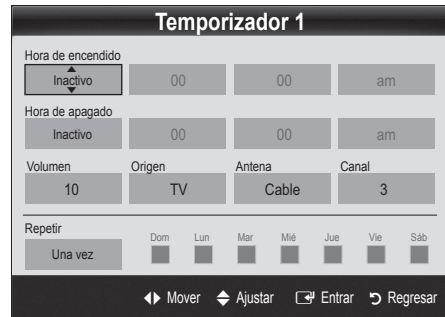 Temporizador 1
Hora de encendido
Inactivo 00 00 am
Hora de apagado
Inactivo 00 00 am
Volumen Origen Antena Canal
10 TV Cable 3
Repetir
Dom Lun Mar Mié Jue Vie Sáb
Una vez
Mover Ajustar Entrar Regresar